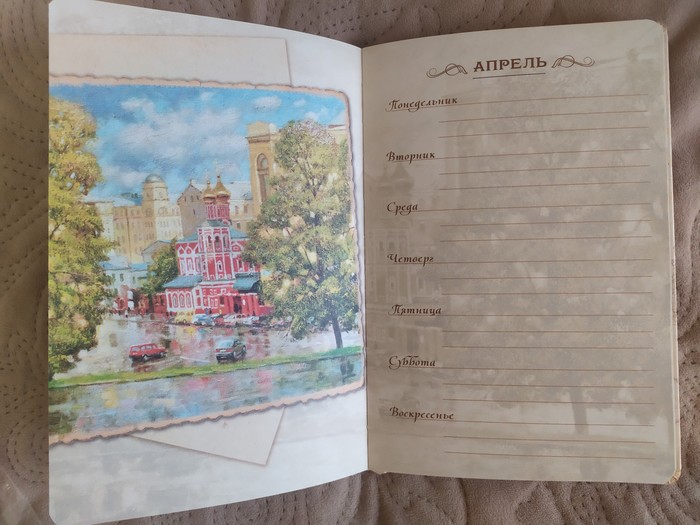 АПРЕЛЬ
Понедельник
Вторник
Среда
Четверг
Пятница
Суббота
Воскресенье